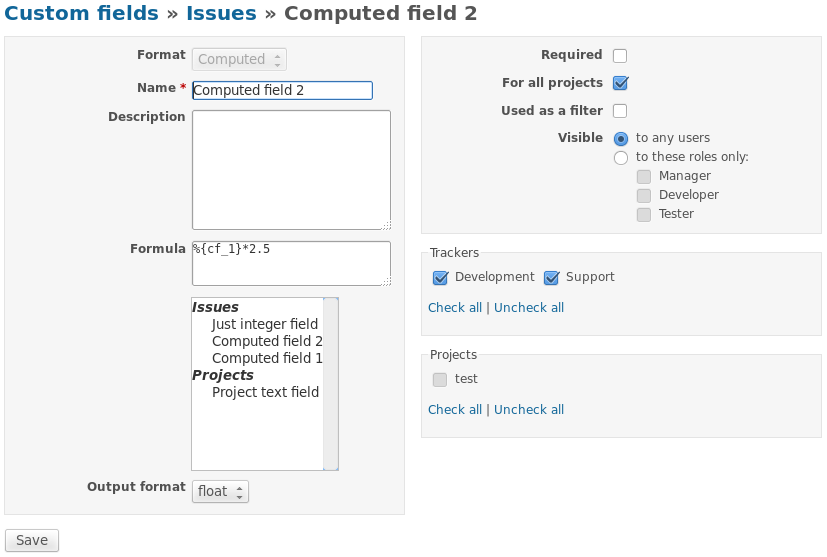 Custom fields » Issues » Computed field 2
Format Computed
Name * Computed field 2
Description
Formula %{cf_1}*2.5
Issues
Just integer field
Computed field 2
Computed field 1
Projects
Project text field
Output format float
Save
Required
For all projects
Used as a filter
Visible to any users
to these roles only:
Manager
Developer
Tester
Trackers
Development Support
Check all | Uncheck all
Projects
test
Check all | Uncheck all